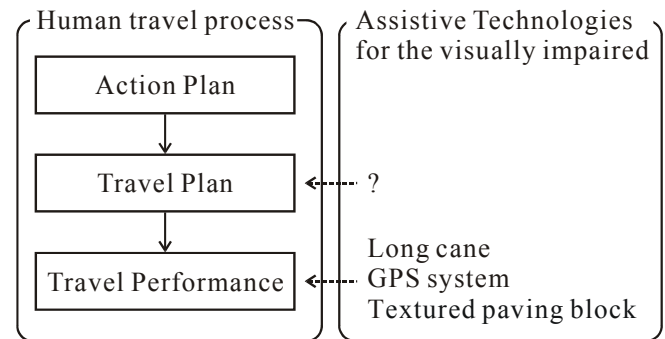 Human travel process
Action Plan
Travel Plan
Travel Performance
Assistive Technologies
for the visually impaired
?
Long cane
GPS system
Textured paving block